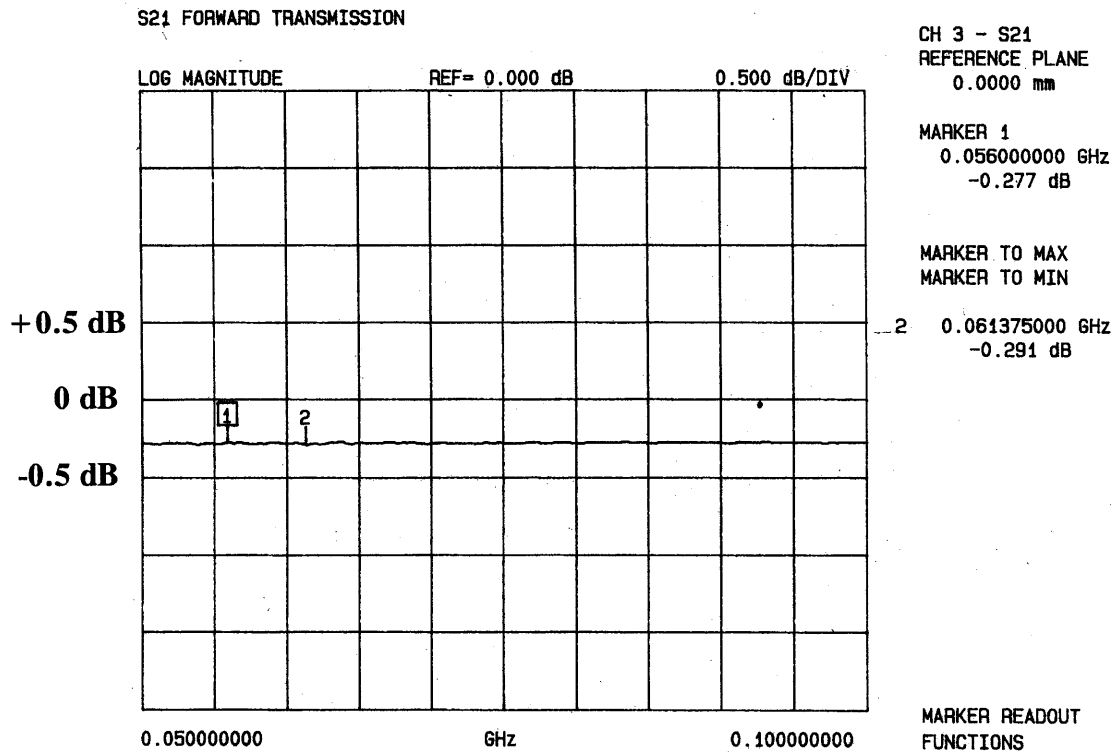 S21 FORWARD TRANSMISSION
LOG MAGNITUDE REF= 0.000 dB 0.500 dB/DIV
CH 3 - S21
REFERENCE PLANE
0.0000 mm
MARKER 1
0.056000000 GHz
-0.277 dB
MARKER TO MAX
MARKER TO MIN
2 0.061375000 GHz
-0.291 dB
+0.5 dB
0 dB
1 2
-0.5 dB
0.050000000 GHz 0.100000000
MARKER READOUT
FUNCTIONS